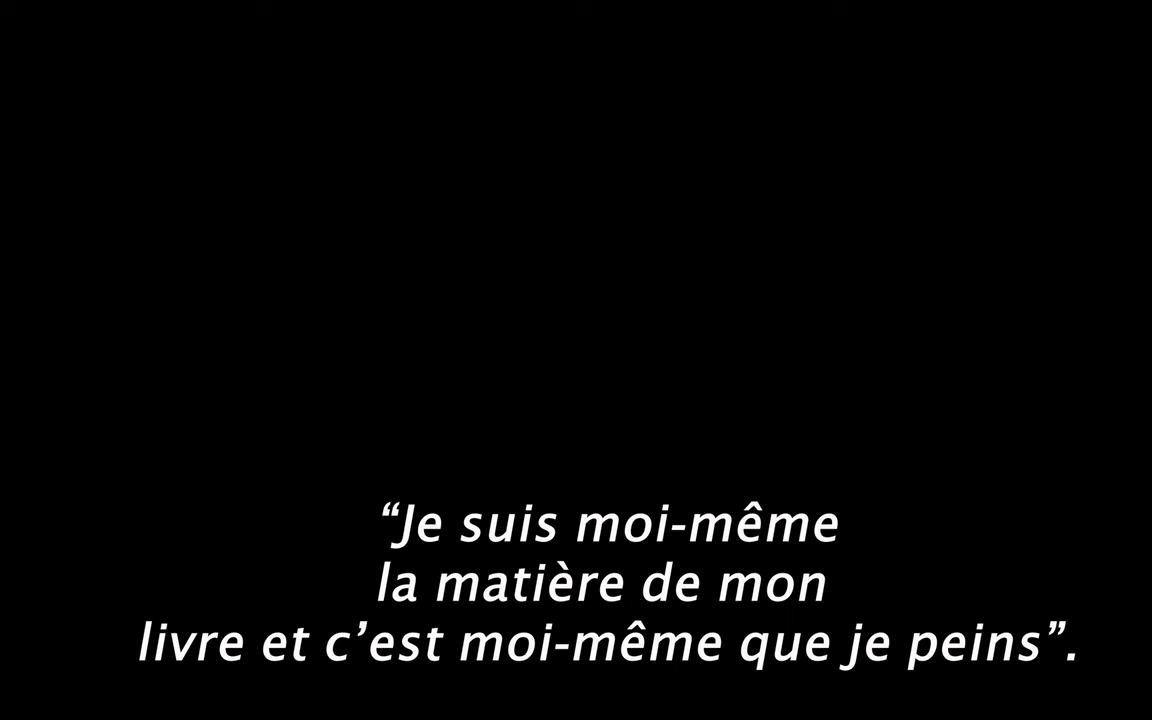 “Je suis moi-même
la matière de mon
livre et c’est moi-même que je peins”.